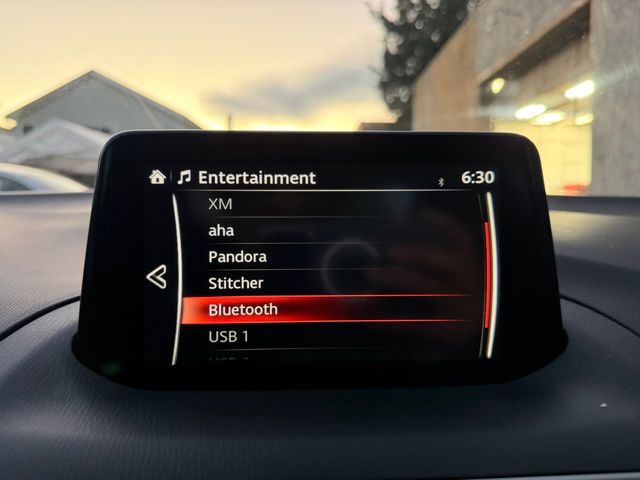 Entertainment 6:30
XM
aha
Pandora
Stitcher
Bluetooth
USB 1